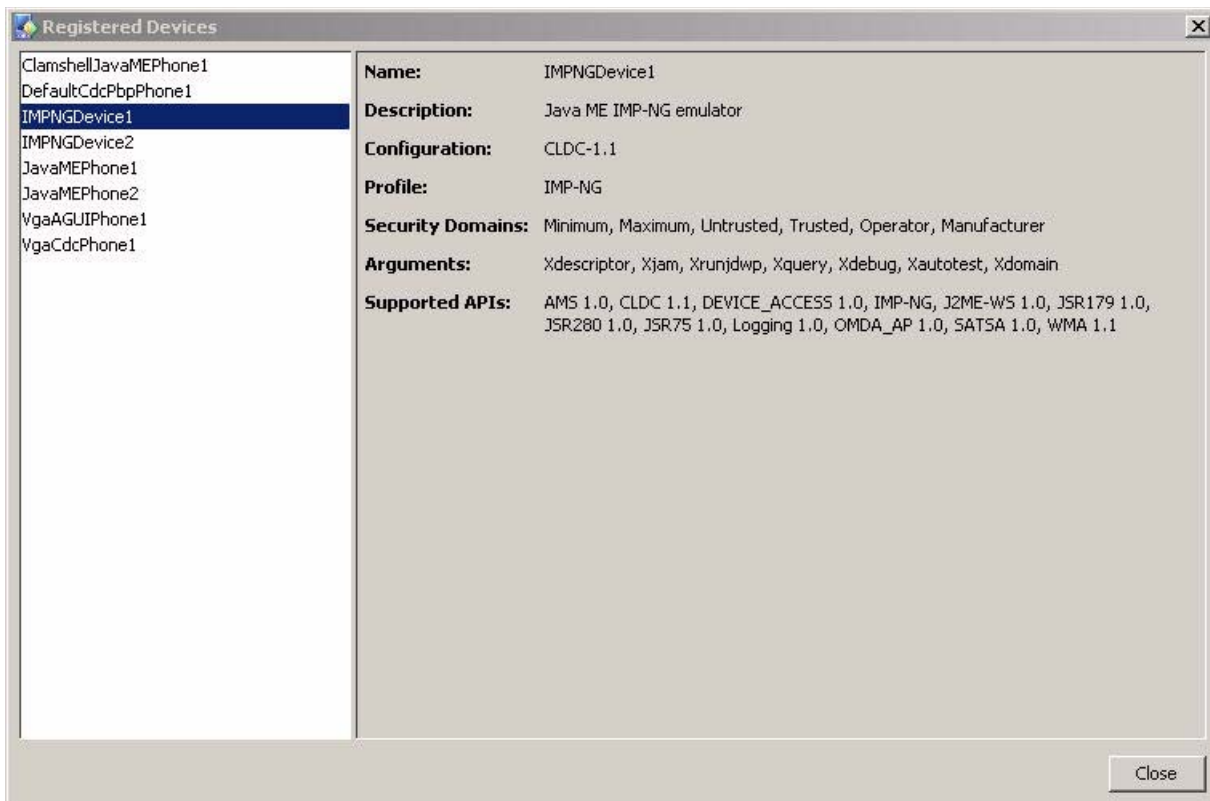 Registered Devices
ClamshellJavaMEPhone1
DefaultCdcPbpPhone1
IMPNGDevice1
IMPNGDevice2
JavaMEPhone1
JavaMEPhone2
VgaAGUIPhone1
VgaCdcPhone1
Name: IMPNGDevice1
Description: Java ME IMP-NG emulator
Configuration: CLDC-1.1
Profile: IMP-NG
Security Domains: Minimum, Maximum, Untrusted, Trusted, Operator, Manufacturer
Arguments: Xdescriptor, Xjam, Xrunjdwp, Xquery, Xdebug, Xautotest, Xdomain
Supported APIs: AMS 1.0, CLDC 1.1, DEVICE_ACCESS 1.0, IMP-NG, J2ME-WS 1.0, JSR179 1.0,
JSR280 1.0, JSR75 1.0, Logging 1.0, OMDA_AP 1.0, SATSA 1.0, WMA 1.1
Close